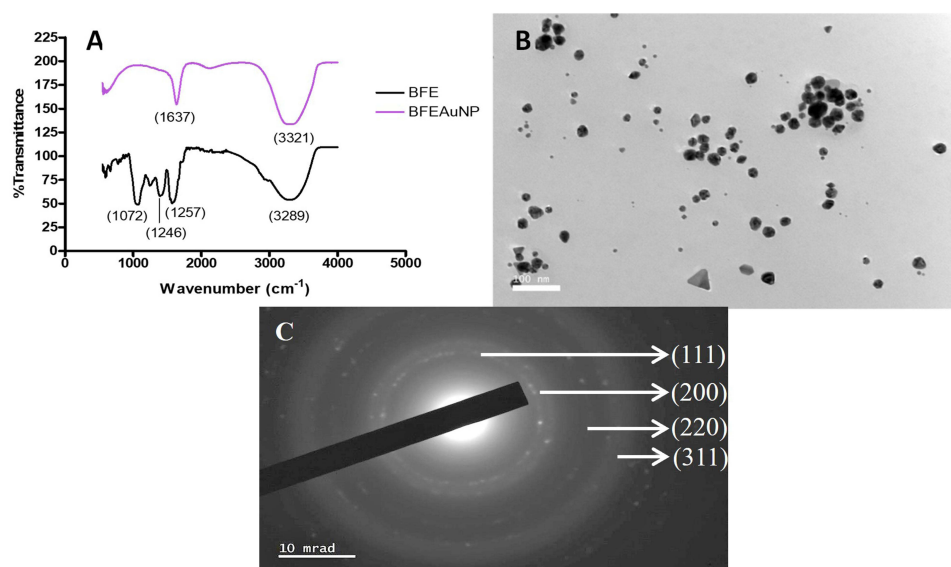 A
225
200
175
150
125
100
75
50
25
0
%Transmittance
(1637)
(3321)
(1072)
(1246)
(1257)
(3289)
0 1000 2000 3000 4000 5000
Wavenumber (cm⁻¹)
BFE
BFEAuNP
B
100 nm
C
(111)
(200)
(220)
(311)
10 mrad